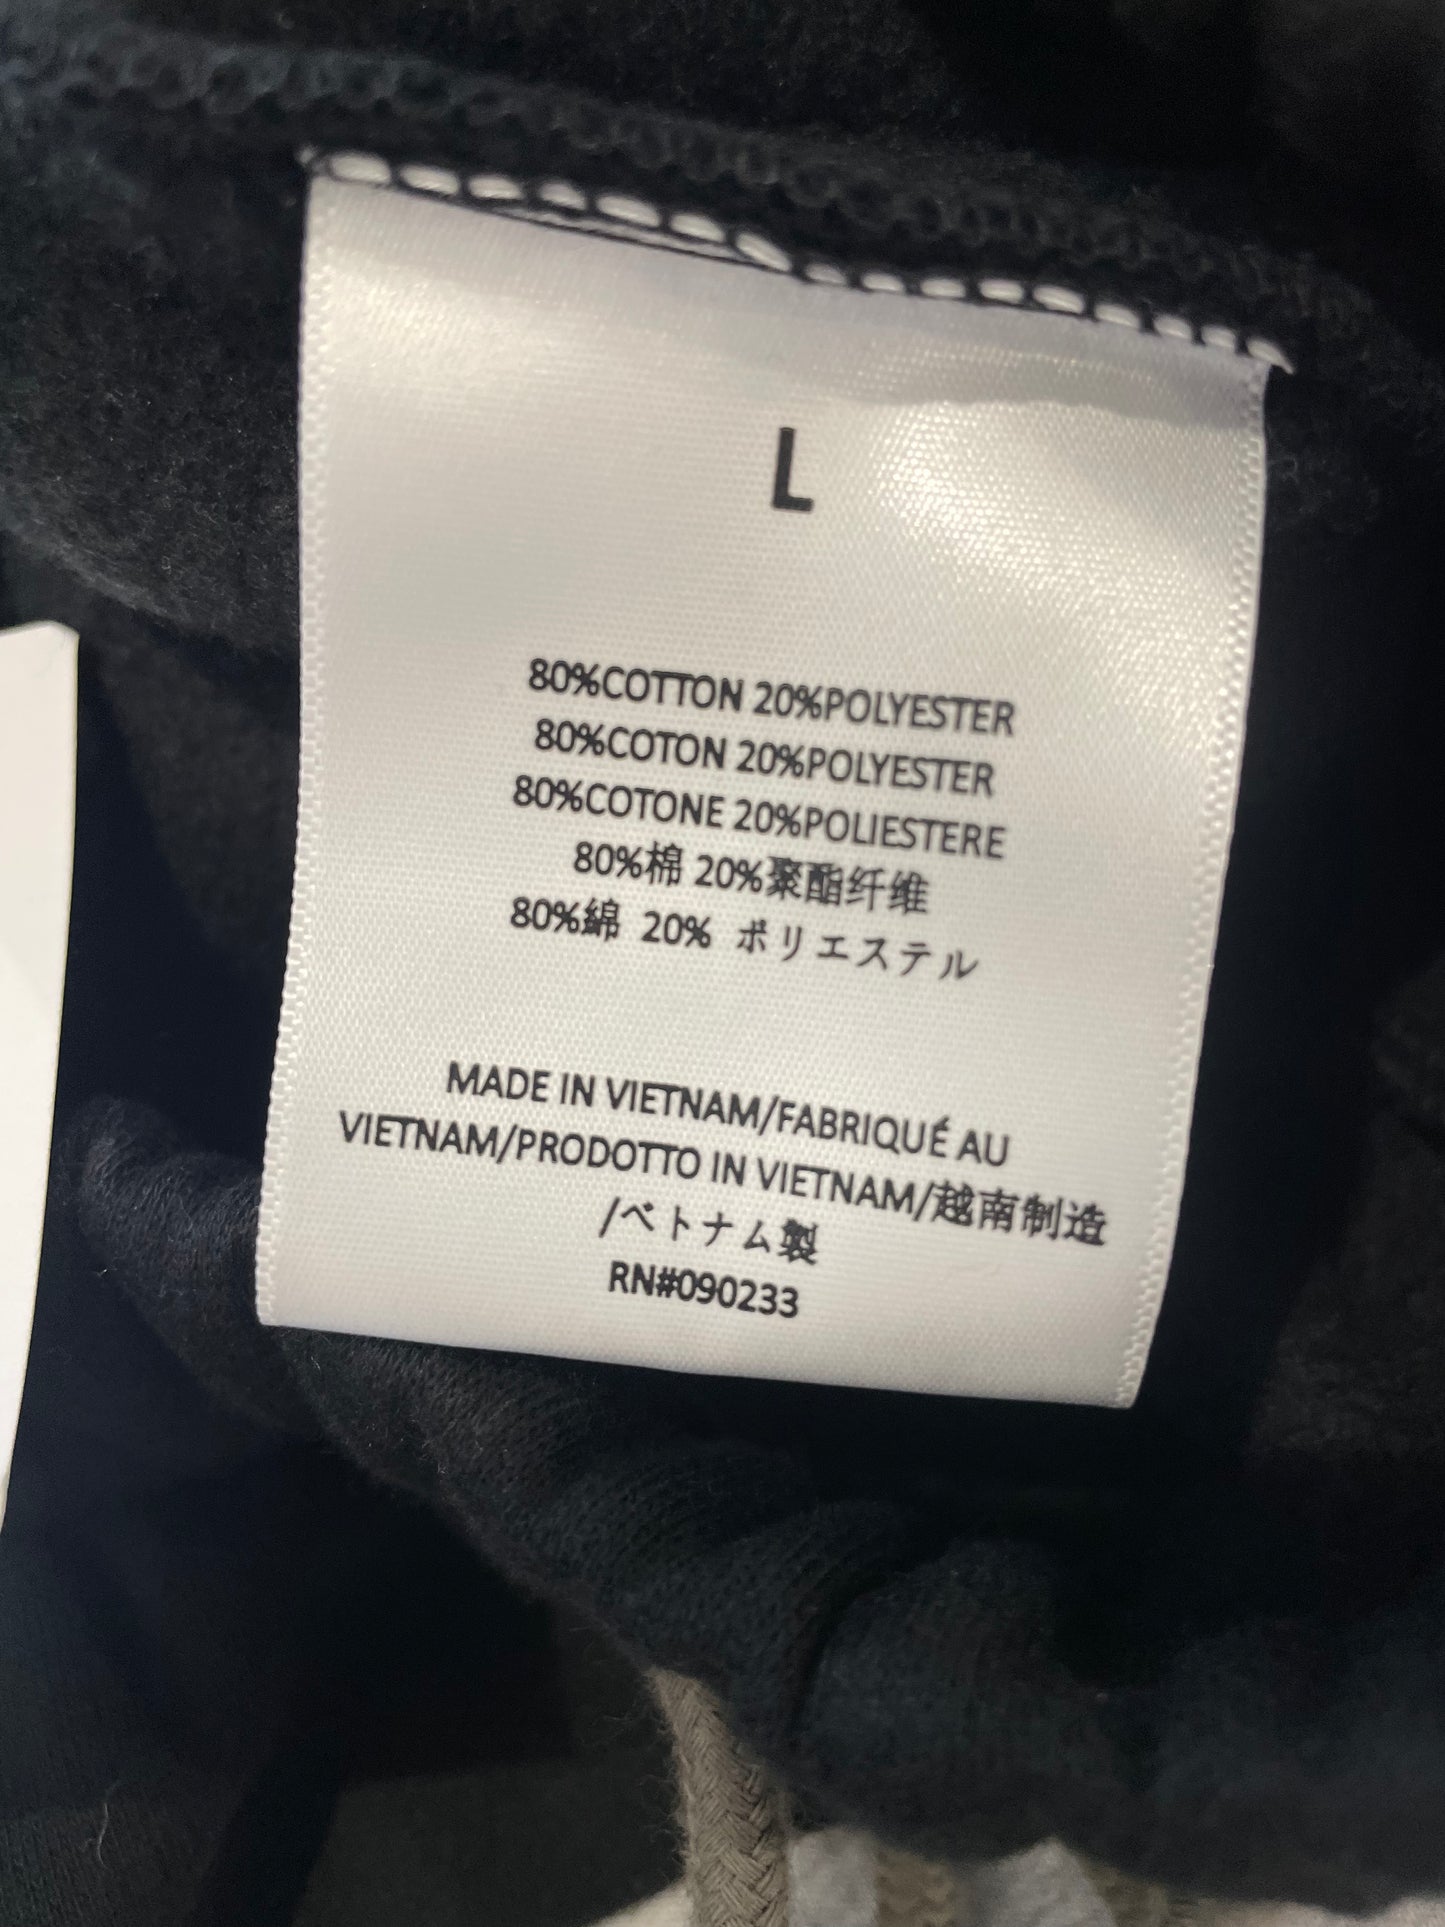 L
80%COTTON 20%POLYESTER
80%COTON 20%POLYESTER
80%COTONE 20%POLIESTERE
80%棉 20%聚酯纤维
80%綿 20% ポリエステル
MADE IN VIETNAM/FABRIQUÉ AU
VIETNAM/PRODOTTO IN VIETNAM/越南制造
/ベトナム製
RN#090233